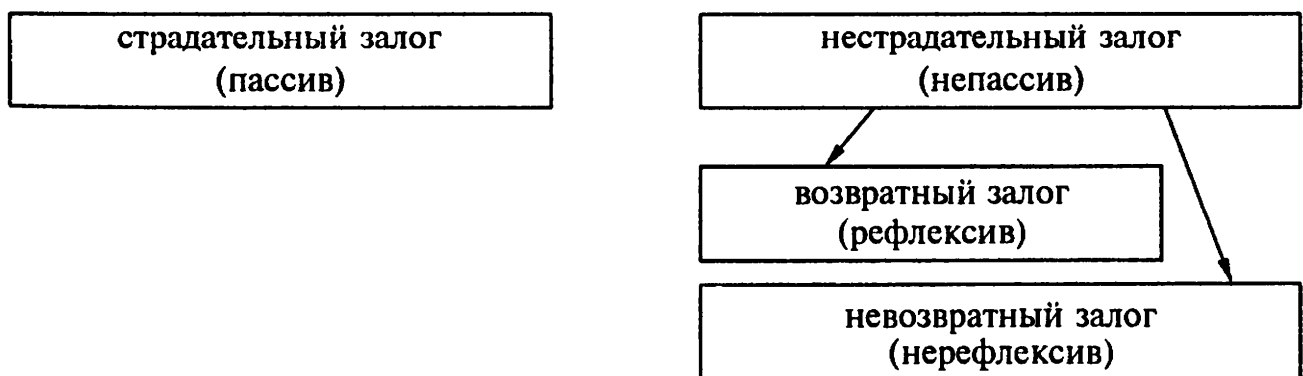 страдательный залог
(пассив)
нестрадательный залог
(непассив)
возвратный залог
(рефлексив)
невозвратный залог
(нерефлексив)